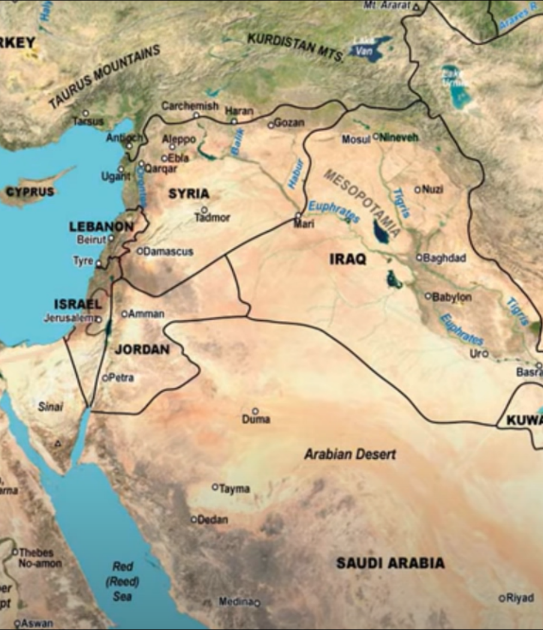 Mt. Ararat
Araxes R
RKEY
KURDISTAN MTS.
Lake
Van
TAURUS MOUNTAINS
Lake
Carchemish
Haran
Gozan
Tarsus
Antioch
Aleppo
Ebla
Balik
Mosul
Nineveh
Ugarit
Qarqar
Habur
CYPRUS
SYRIA
MESOPOTAMIA
Tigris
Nuzi
Tadmor
Euphrates
Mari
LEBANON
Beirut
Damascus
IRAQ
Baghdad
Tyre
Babylon
ISRAEL
Jerusalem
Amman
Tigris
Euphrates
JORDAN
Ur
Basra
Petra
Sinai
Duma
KUWA
Arabian Desert
Tayma
Dedan
Thebes
No-amon
Red
(Reed)
Sea
SAUDI ARABIA
Medina
Riyad
Aswan